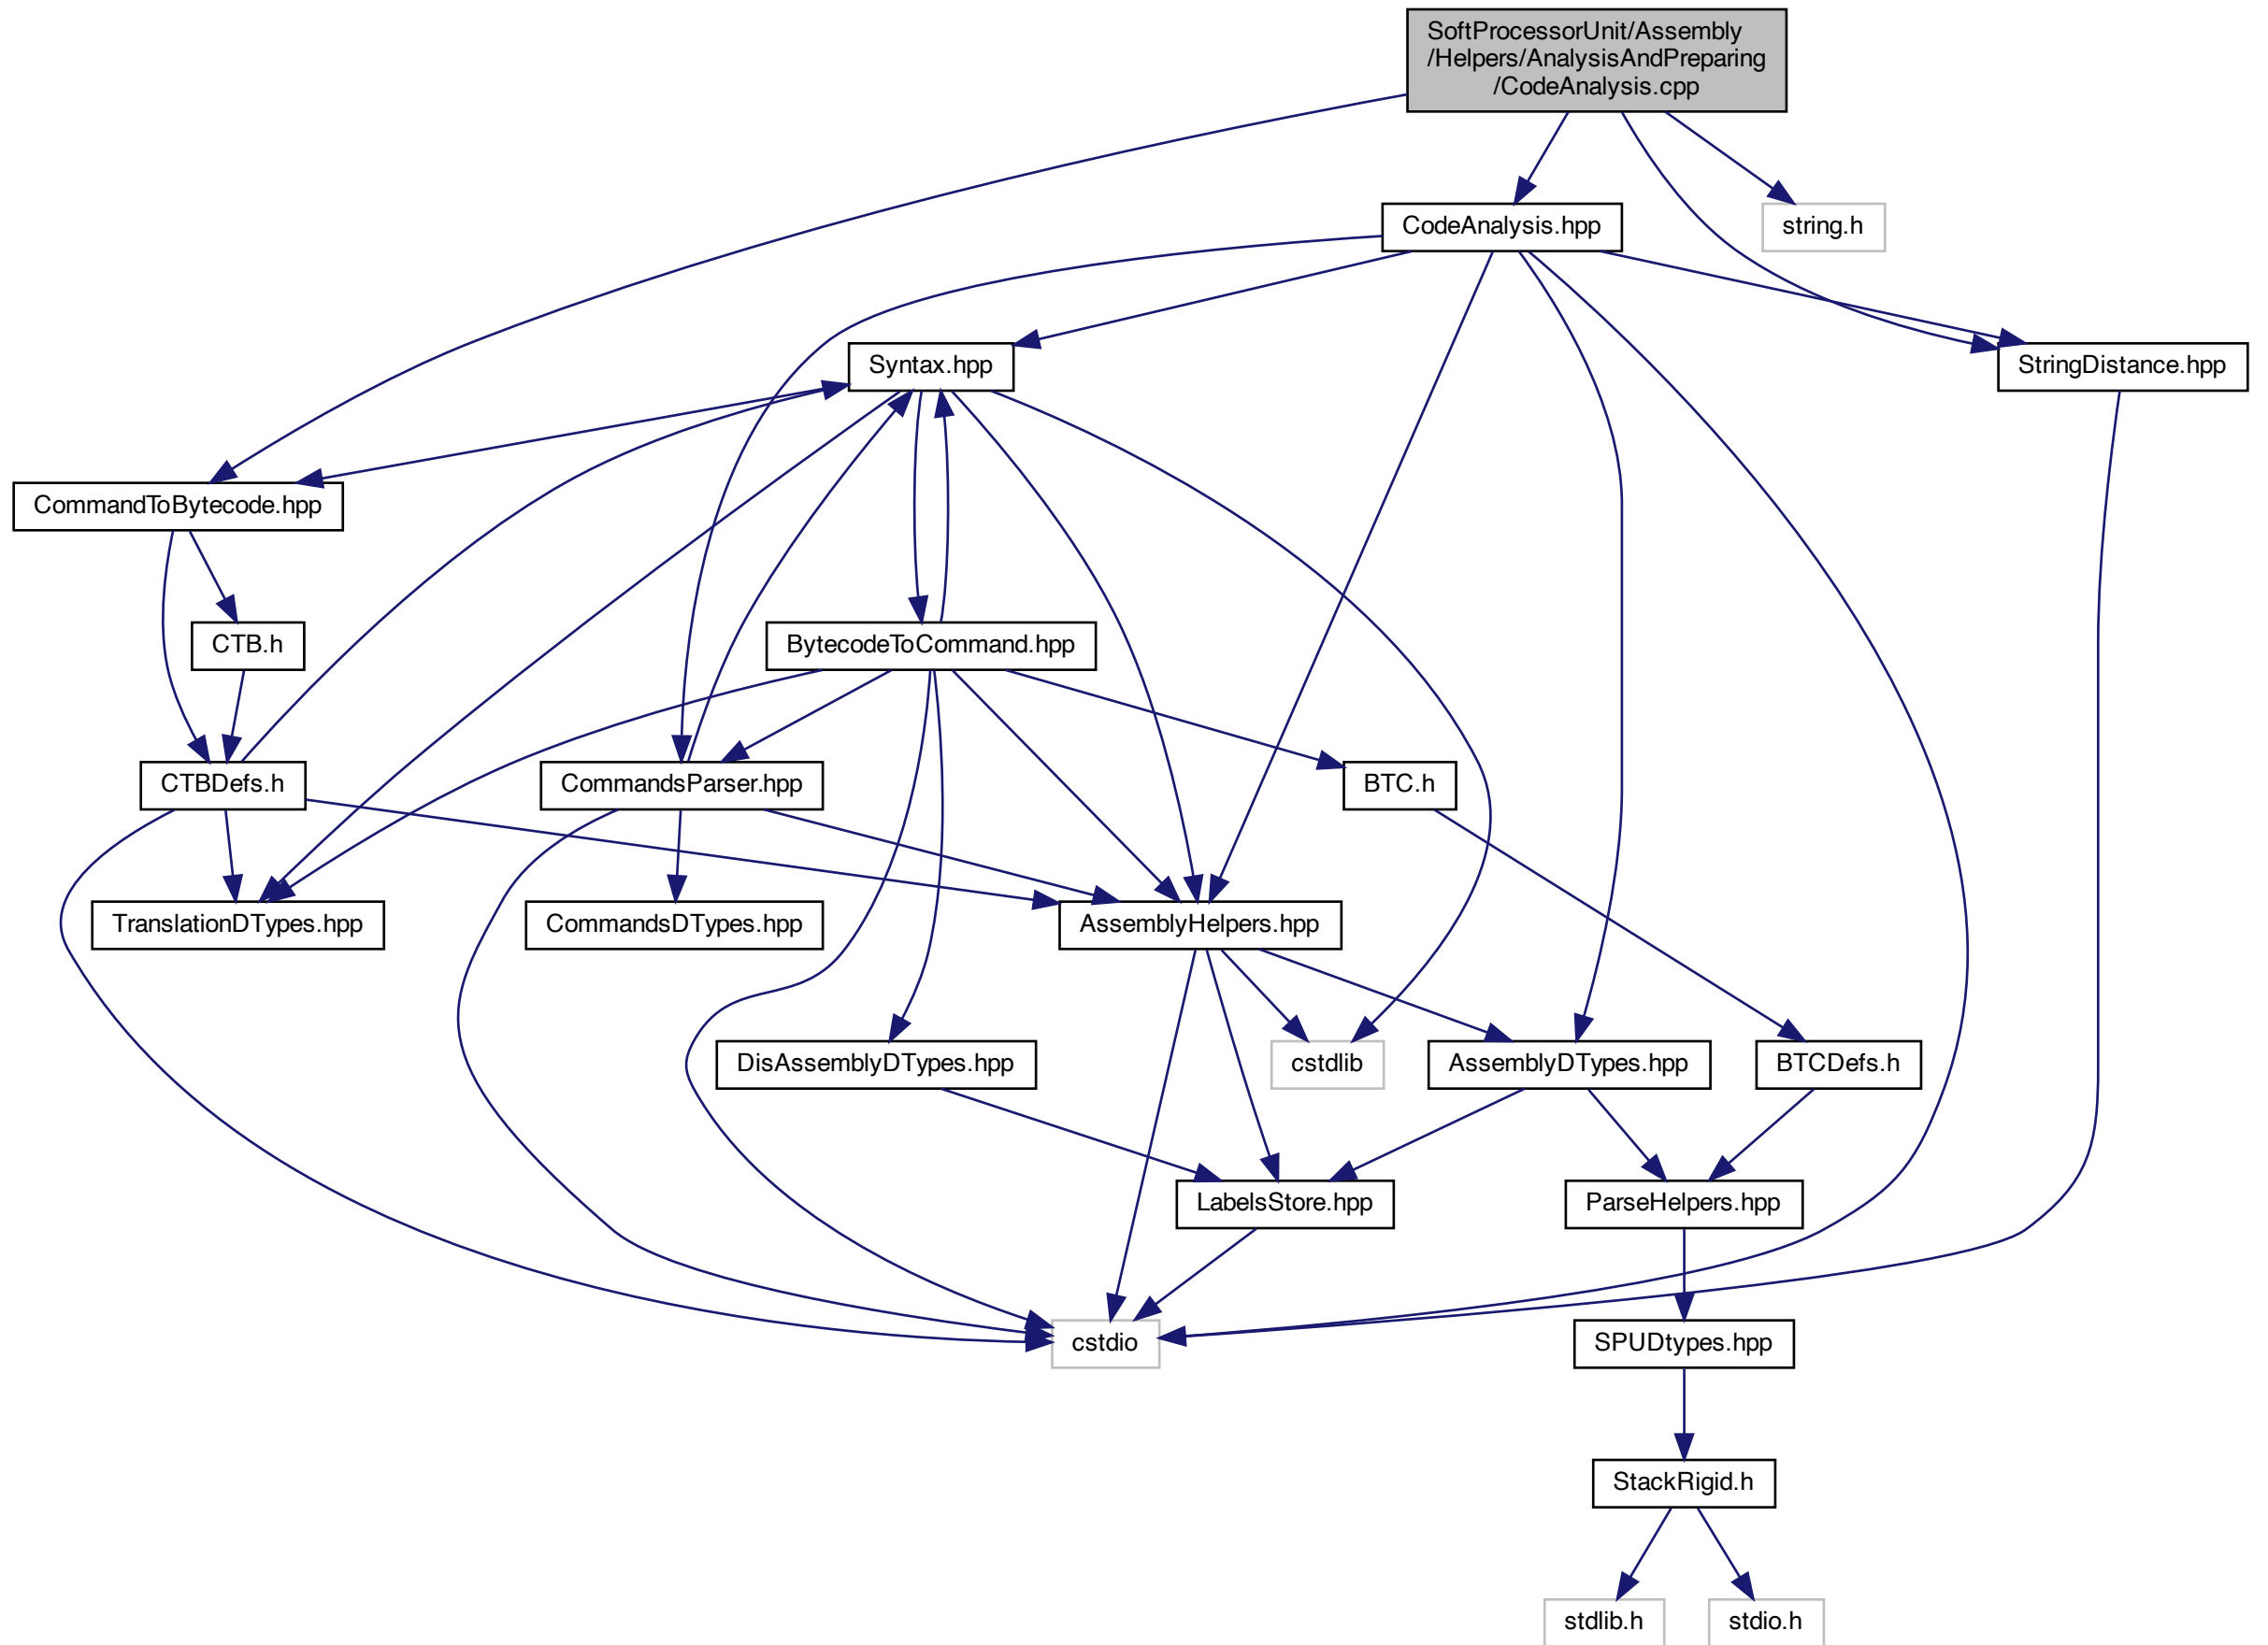 SoftProcessorUnit/Assembly
/Helpers/AnalysisAndPreparing
/CodeAnalysis.cpp
CodeAnalysis.hpp
string.h
Syntax.hpp
StringDistance.hpp
CommandToBytecode.hpp
CTB.h
BytecodeToCommand.hpp
CTBDefs.h
CommandsParser.hpp
BTC.h
TranslationDTypes.hpp
CommandsDTypes.hpp
AssemblyHelpers.hpp
DisAssemblyDTypes.hpp
cstdlib
AssemblyDTypes.hpp
BTCDefs.h
LabelsStore.hpp
ParseHelpers.hpp
cstdio
SPUDtypes.hpp
StackRigid.h
stdlib.h
stdio.h